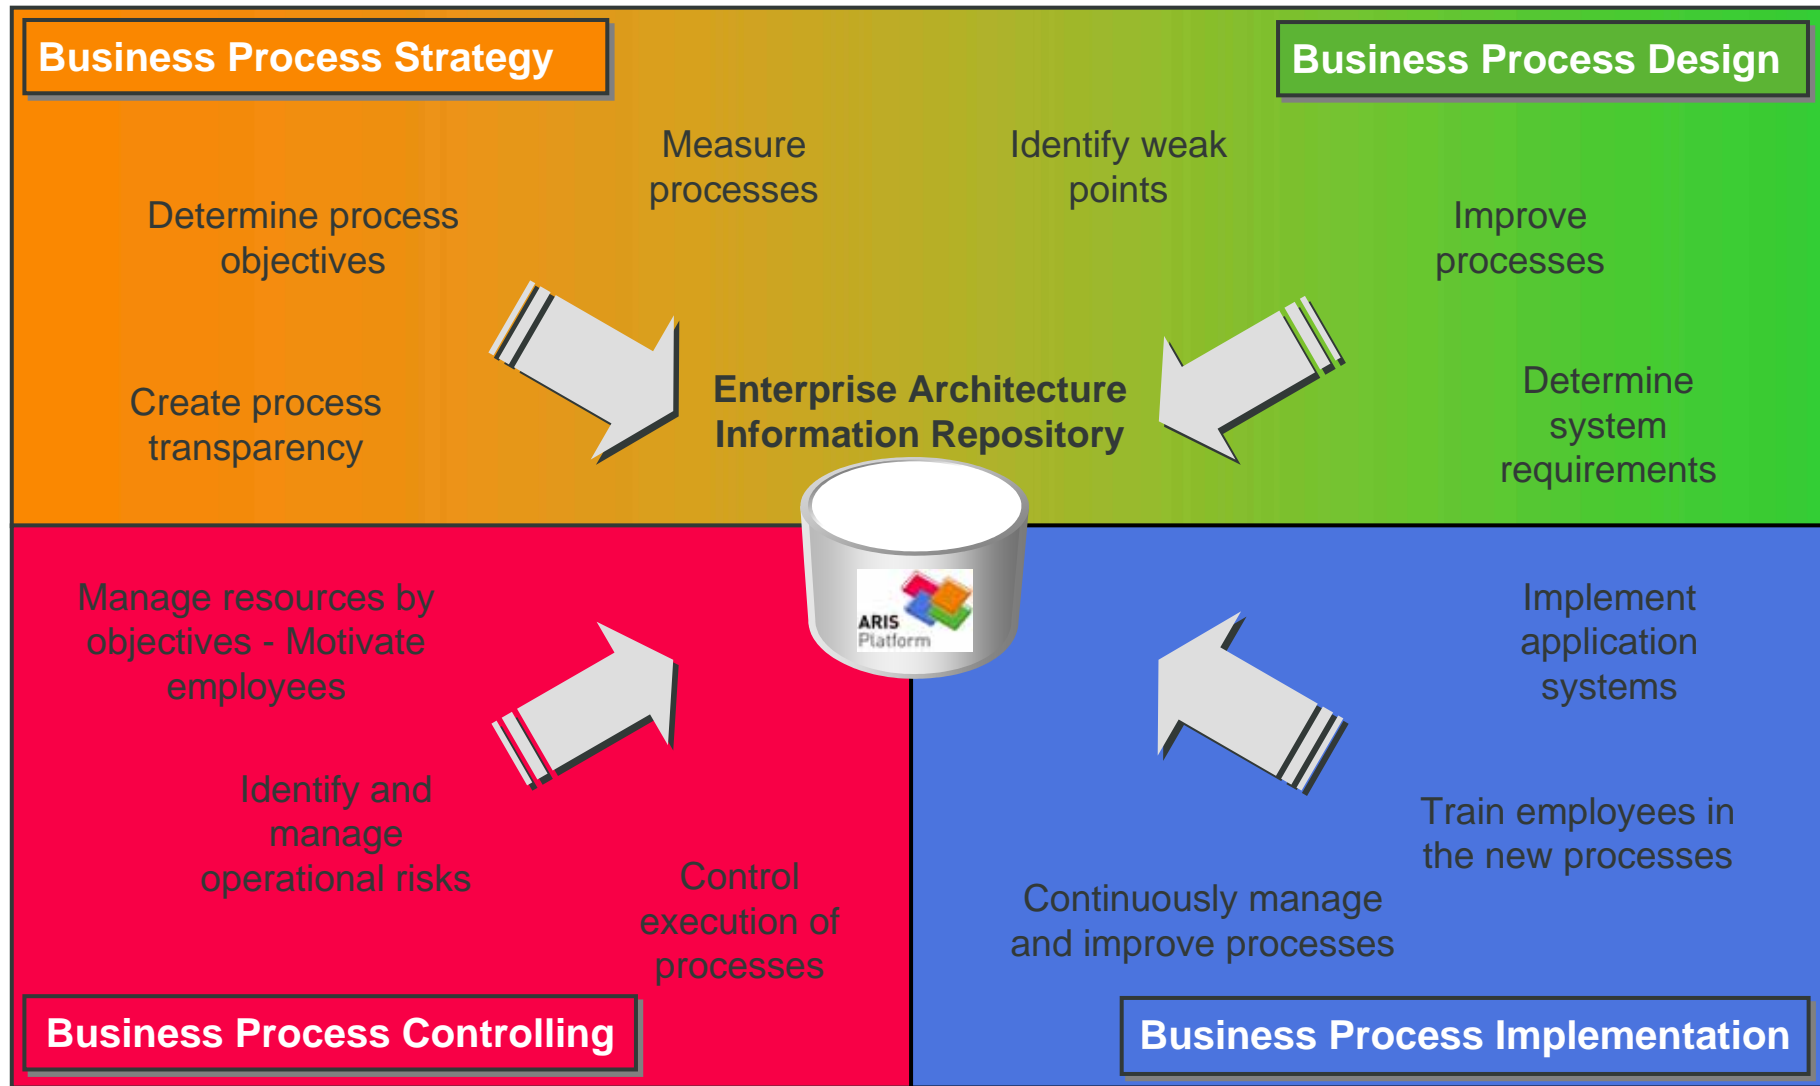 Business Process Strategy
Business Process Design
Measure
processes
Identify weak
points
Determine process
objectives
Improve
processes
Create process
transparency
Enterprise Architecture
Information Repository
Determine
system
requirements
ARIS
Platform
Manage resources by
objectives - Motivate
employees
Implement
application
systems
Identify and
manage
operational risks
Train employees in
the new processes
Control
execution of
processes
Continuously manage
and improve processes
Business Process Controlling
Business Process Implementation